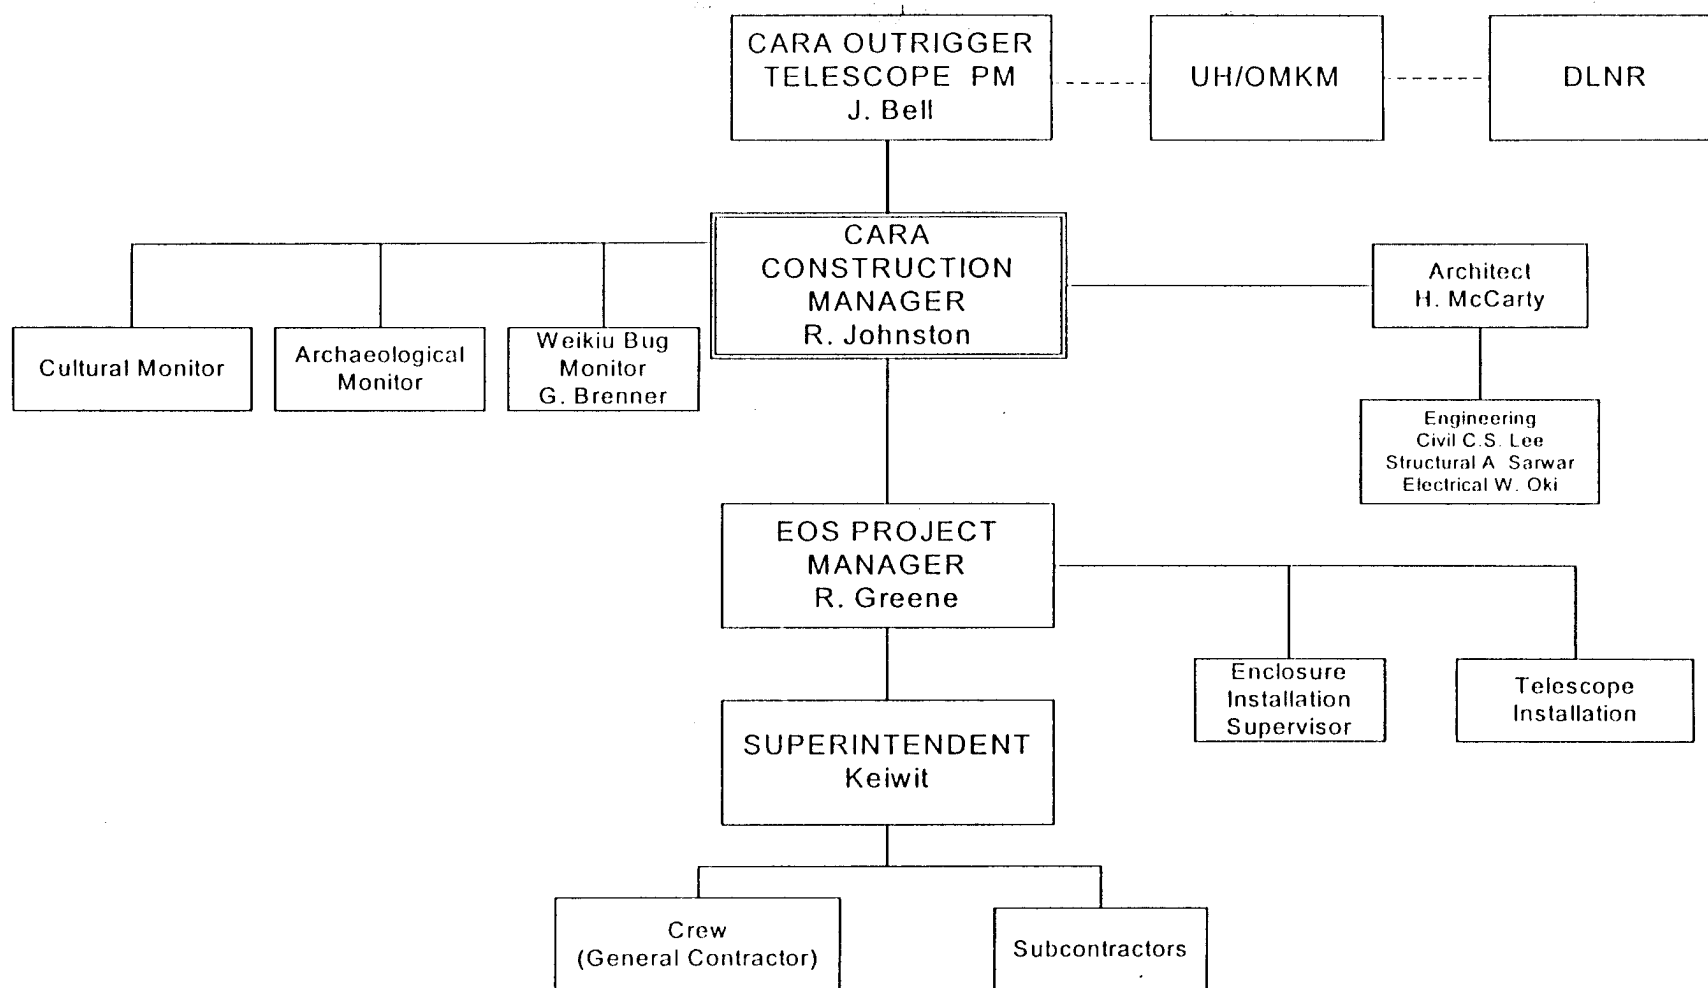 CARA OUTRIGGER
TELESCOPE PM
J. Bell
UH/OMKM
DLNR
CARA
CONSTRUCTION
MANAGER
R. Johnston
Architect
H. McCarty
Cultural Monitor
Archaeological
Monitor
Weikiu Bug
Monitor
G. Brenner
Engineering
Civil C.S. Lee
Structural A Sarwar
Electrical W. Oki
EOS PROJECT
MANAGER
R. Greene
Enclosure
Installation
Supervisor
Telescope
Installation
SUPERINTENDENT
Keiwit
Crew
(General Contractor)
Subcontractors